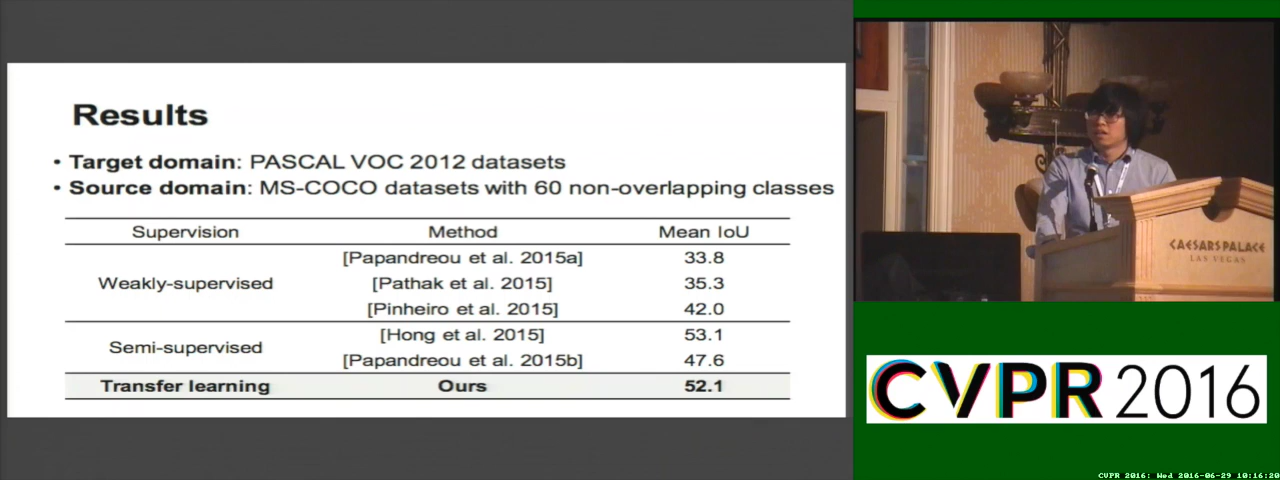 Results
• Target domain: PASCAL VOC 2012 datasets
• Source domain: MS-COCO datasets with 60 non-overlapping classes
Supervision Method Mean IoU
Weakly-supervised
[Papandreou et al. 2015a] 33.8
[Pathak et al. 2015] 35.3
[Pinheiro et al. 2015] 42.0
Semi-supervised
[Hong et al. 2015] 53.1
[Papandreou et al. 2015b] 47.6
Transfer learning Ours 52.1
CAESARS PALACE
LAS VEGAS
CVPR 2016
CVPR 2016: Wed 2016-06-29 10:16:20